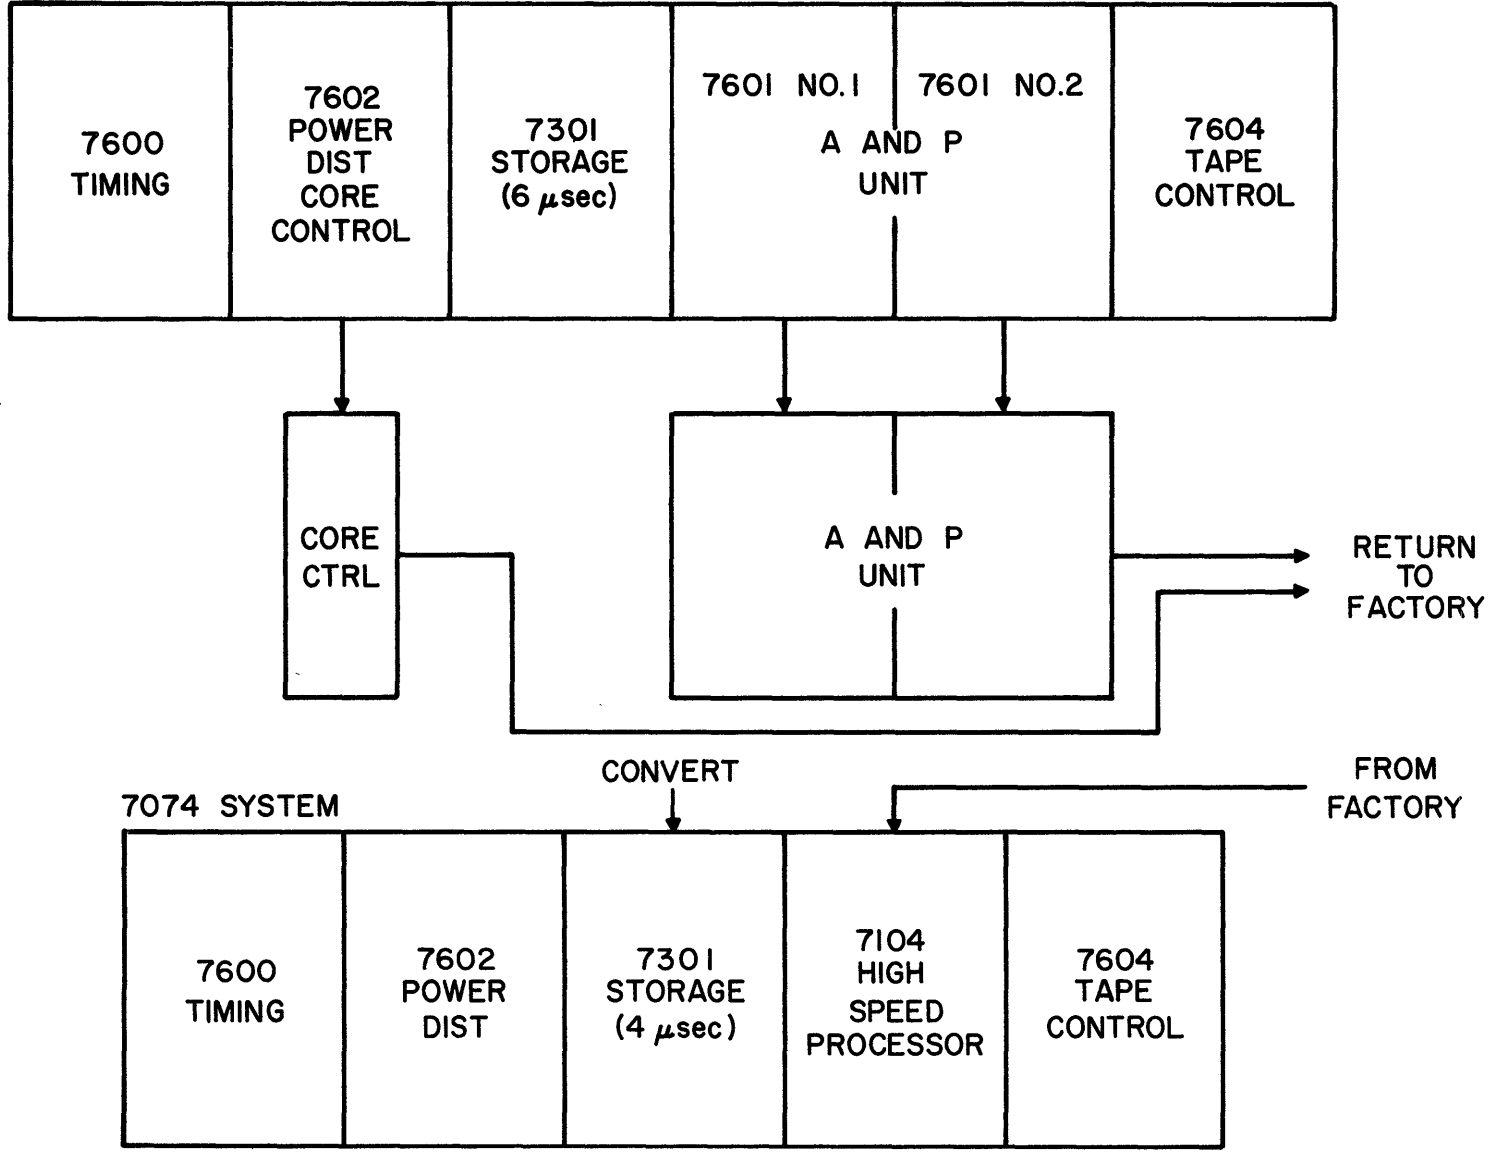 7600
TIMING
7602
POWER
DIST
CORE
CONTROL
7301
STORAGE
(6 μsec)
7601 NO.1
7601 NO.2
A AND P
UNIT
7604
TAPE
CONTROL
CORE
CTRL
A AND P
UNIT
RETURN
TO
FACTORY
CONVERT
FROM
FACTORY
7074 SYSTEM
7600
TIMING
7602
POWER
DIST
7301
STORAGE
(4 μsec)
7104
HIGH
SPEED
PROCESSOR
7604
TAPE
CONTROL